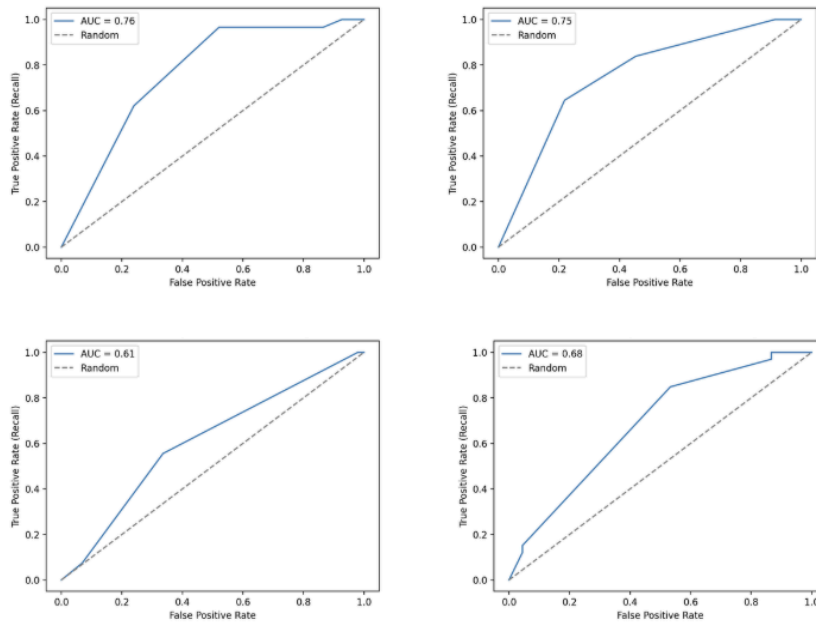 AUC = 0.76
Random
True Positive Rate (Recall)
1.0
0.8
0.6
0.4
0.2
0.0
0.0 0.2 0.4 0.6 0.8 1.0
False Positive Rate
AUC = 0.75
Random
True Positive Rate (Recall)
1.0
0.8
0.6
0.4
0.2
0.0
0.0 0.2 0.4 0.6 0.8 1.0
False Positive Rate
AUC = 0.61
Random
True Positive Rate (Recall)
1.0
0.8
0.6
0.4
0.2
0.0
0.0 0.2 0.4 0.6 0.8 1.0
False Positive Rate
AUC = 0.68
Random
True Positive Rate (Recall)
1.0
0.8
0.6
0.4
0.2
0.0
0.0 0.2 0.4 0.6 0.8 1.0
False Positive Rate